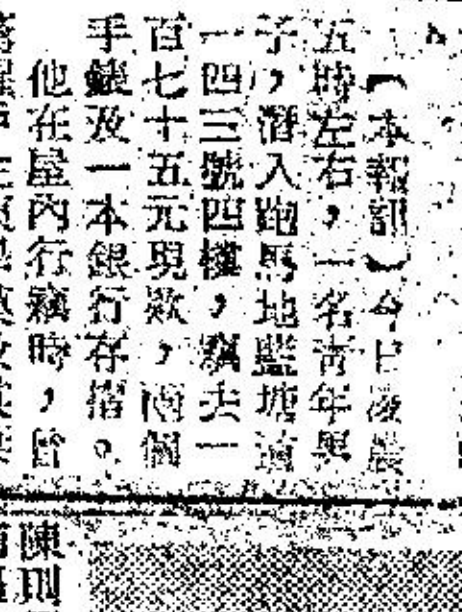 （本報訊）今日凌晨
五時左右，一名青年男
子，潛入跑馬地藍塘道
一四三號四樓，竊去一
百七十五元現欵，兩個
手錶及一本銀行存摺。
他在屋內行竊時，曾
陳